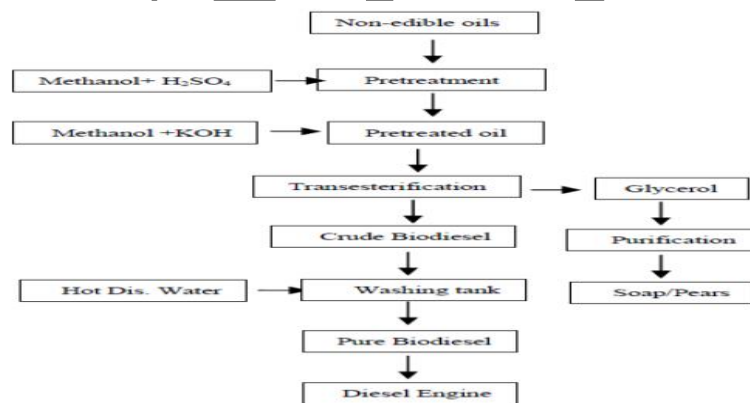 Non-edible oils
Methanol+ H₂SO₄
Pretreatment
Methanol +KOH
Pretreated oil
Transesterification
Glycerol
Crude Biodiesel
Purification
Hot Dis. Water
Washing tank
Soap/Pears
Pure Biodiesel
Diesel Engine